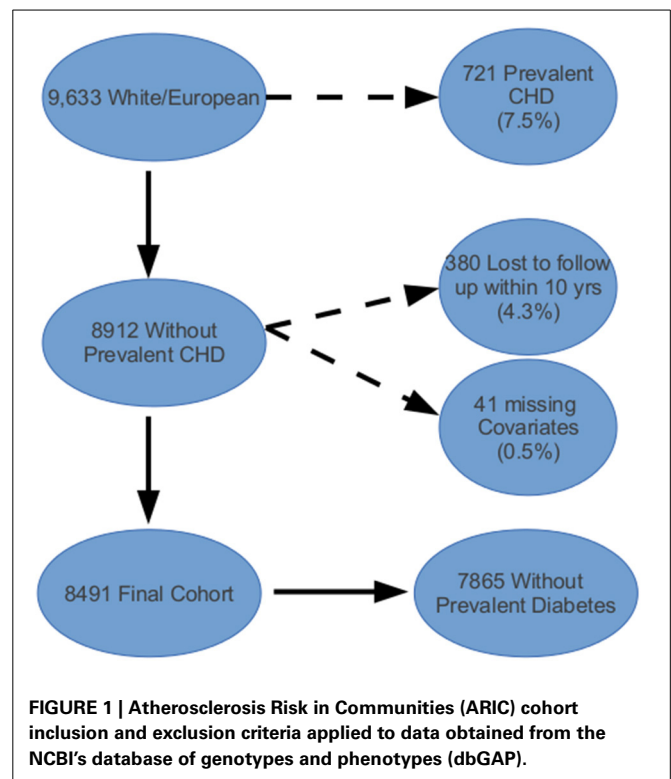 9,633 White/European
721 Prevalent
CHD
(7.5%)
8912 Without
Prevalent CHD
380 Lost to follow
up within 10 yrs
(4.3%)
41 missing
Covariates
(0.5%)
8491 Final Cohort
7865 Without
Prevalent Diabetes
FIGURE 1 | Atherosclerosis Risk in Communities (ARIC) cohort
inclusion and exclusion criteria applied to data obtained from the
NCBI's database of genotypes and phenotypes (dbGAP).